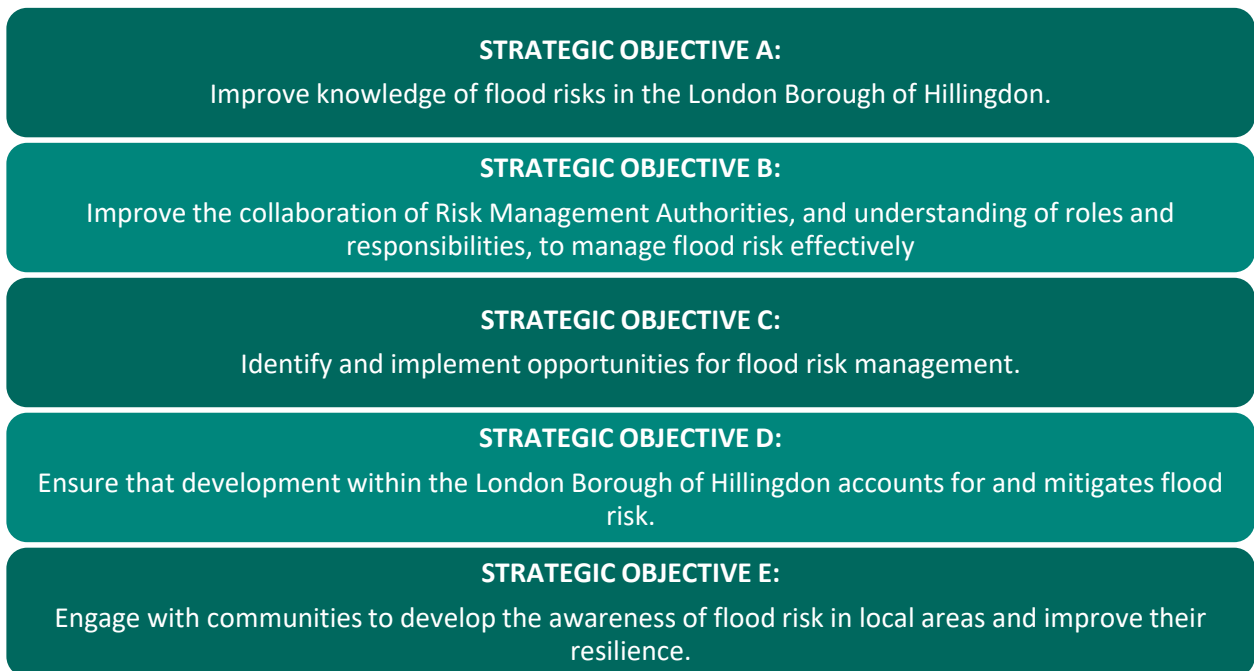 STRATEGIC OBJECTIVE A:
Improve knowledge of flood risks in the London Borough of Hillingdon.
STRATEGIC OBJECTIVE B:
Improve the collaboration of Risk Management Authorities, and understanding of roles and
responsibilities, to manage flood risk effectively
STRATEGIC OBJECTIVE C:
Identify and implement opportunities for flood risk management.
STRATEGIC OBJECTIVE D:
Ensure that development within the London Borough of Hillingdon accounts for and mitigates flood
risk.
STRATEGIC OBJECTIVE E:
Engage with communities to develop the awareness of flood risk in local areas and improve their
resilience.